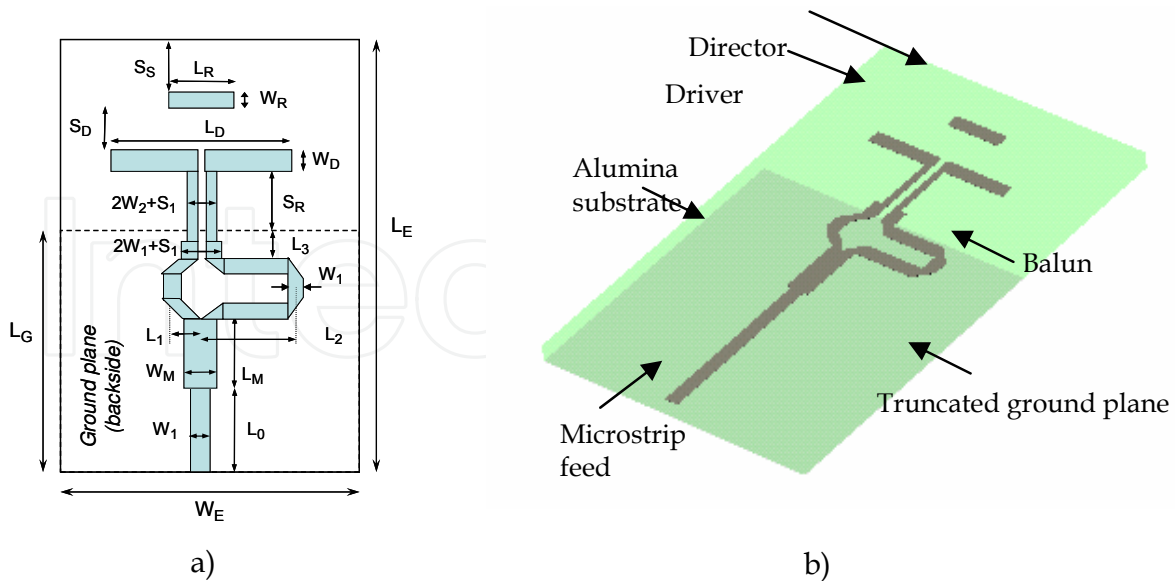 S_S
L_R
W_R
S_D
L_D
W_D
2W_2+S_1
S_R
L_E
2W_1+S_1
L_3
W_1
L_G
L_1
L_2
Ground plane
(backside)
W_M
L_M
W_1
L_0
W_E
a)
Director
Driver
Alumina
substrate
Balun
Truncated ground plane
Microstrip
feed
b)